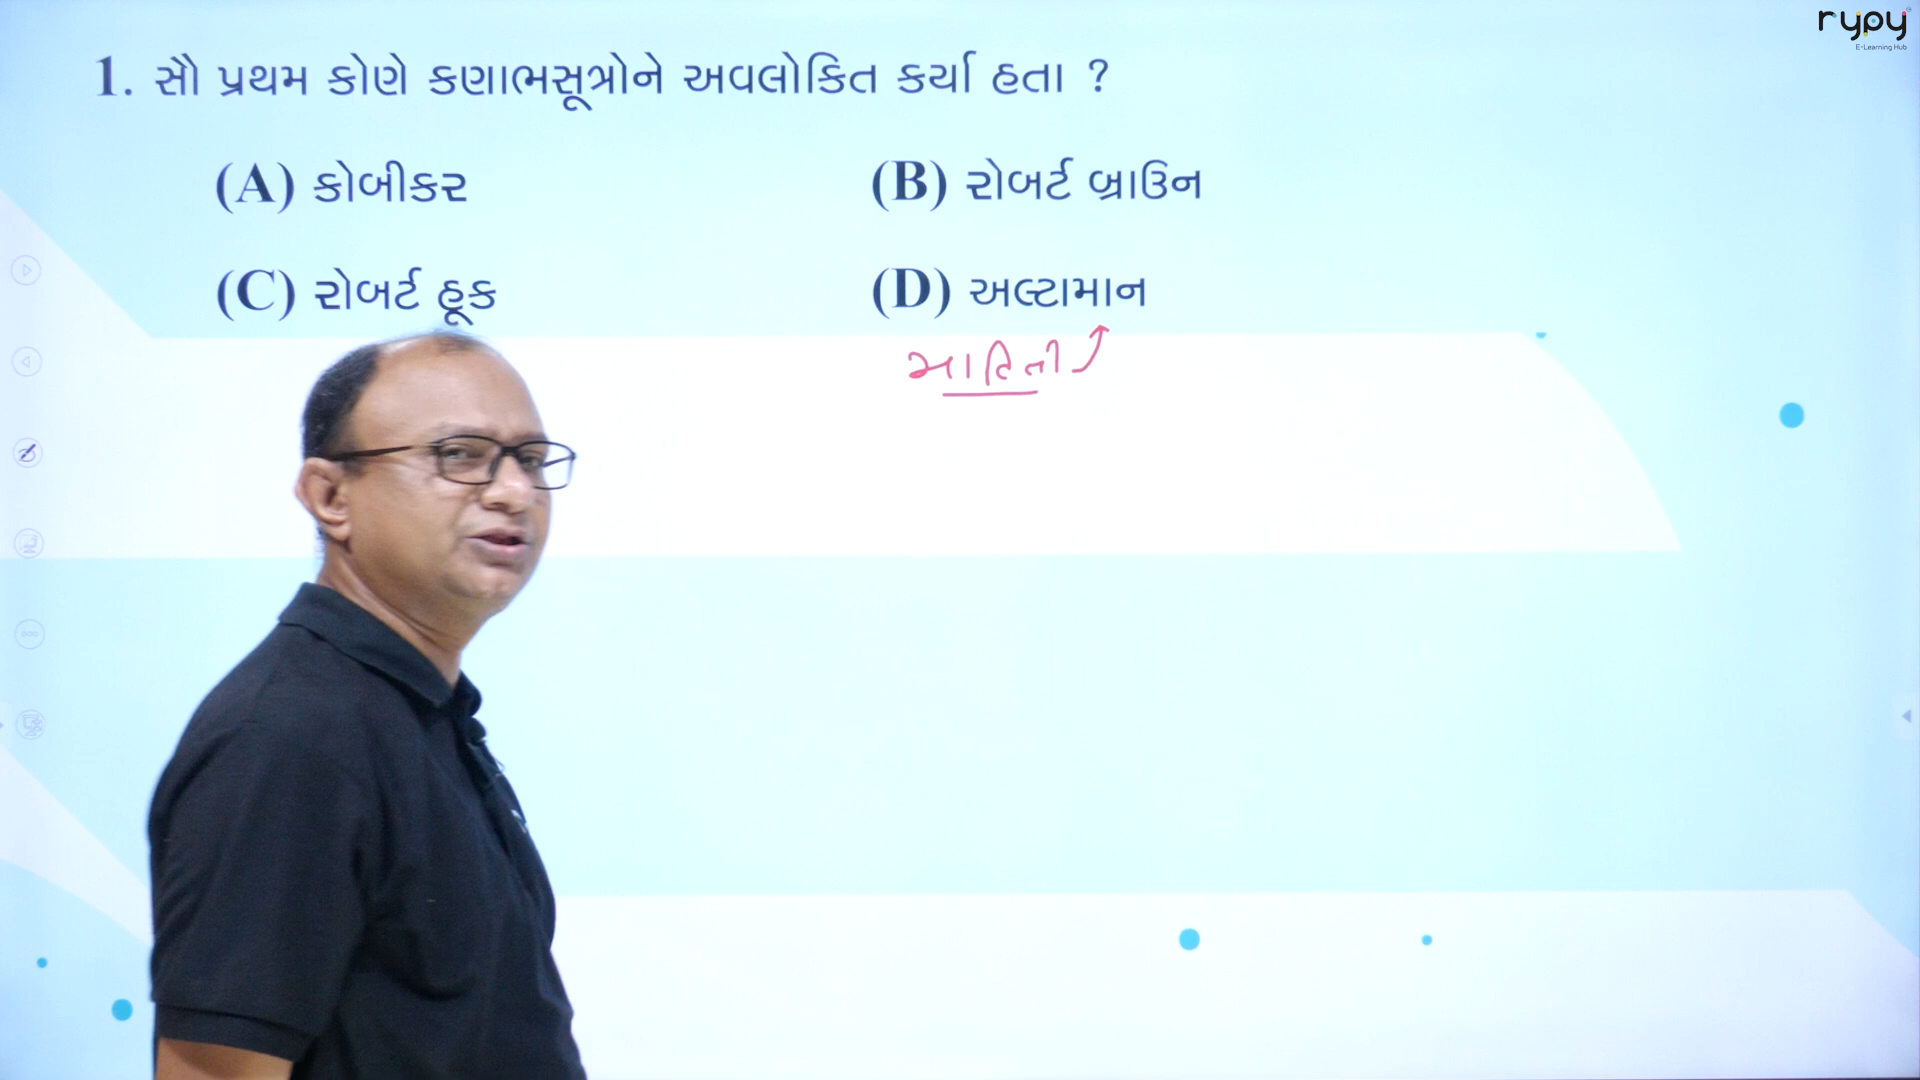 rypy
E-Learning Hub
1. સૌ પ્રથમ કોણે કણાભસૂત્રોને અવલોકિત કર્યા હતા ?
(A) કોબીકર
(B) રોબર્ટ બ્રાઉન
(C) રોબર્ટ હૂક
(D) અલ્ટામાન
માહિતી